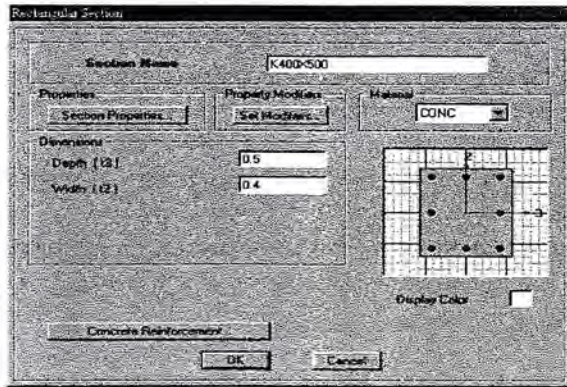 Rectangular Section
Section Name K400X500
Properties Property Modifiers Material
Section Properties... Set Modifiers... CONC
Dimensions
Depth (t3) 0.5
Width (t2) 0.4
2
3
Display Color
Concrete Reinforcement...
OK Cancel